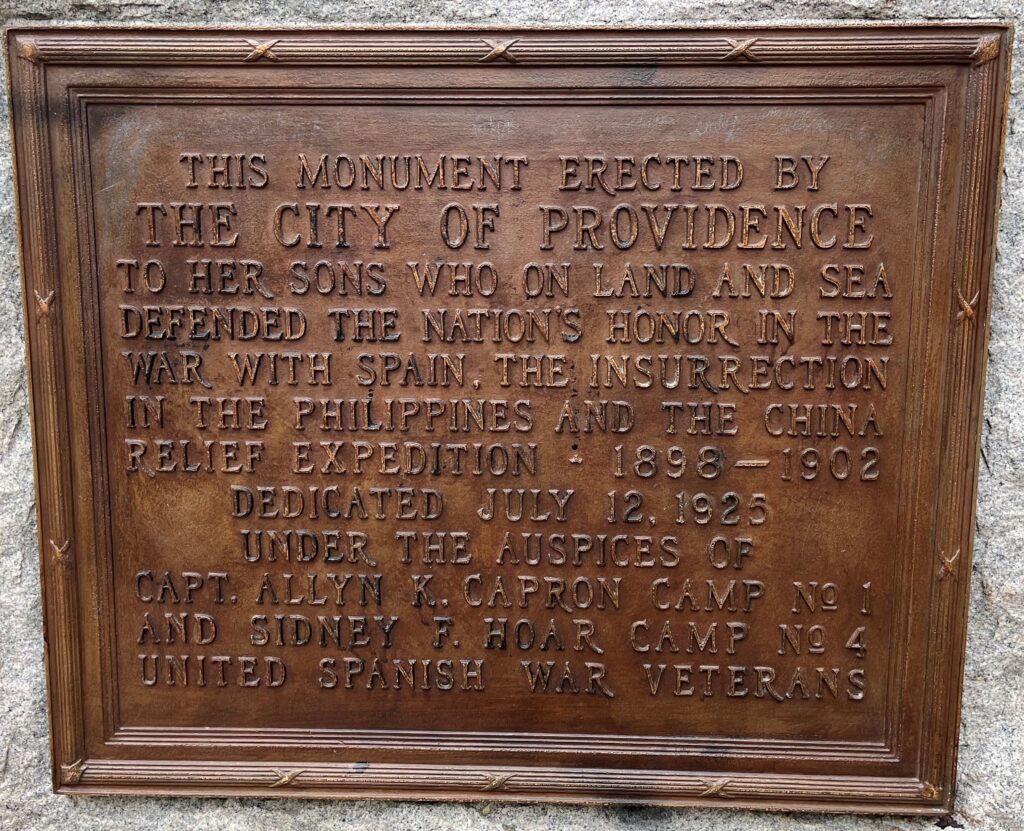 THIS MONUMENT ERECTED BY
THE CITY OF PROVIDENCE
TO HER SONS WHO ON LAND AND SEA
DEFENDED THE NATION'S HONOR IN THE
WAR WITH SPAIN, THE INSURRECTION
IN THE PHILIPPINES AND THE CHINA
RELIEF EXPEDITION - 1898–1902
DEDICATED JULY 12, 1925
UNDER THE AUSPICES OF
CAPT. ALLYN K. CAPRON CAMP Nº 1
AND SIDNEY F. HOAR CAMP Nº 4
UNITED SPANISH WAR VETERANS